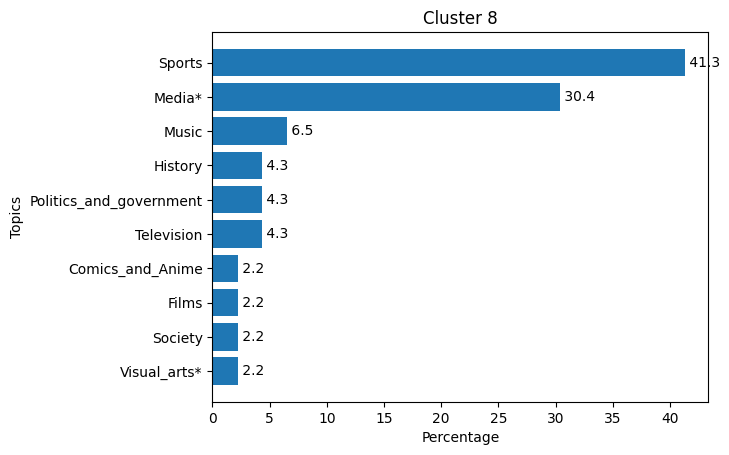 Cluster 8
Topics
Sports 41.3
Media* 30.4
Music 6.5
History 4.3
Politics_and_government 4.3
Television 4.3
Comics_and_Anime 2.2
Films 2.2
Society 2.2
Visual_arts* 2.2
0 5 10 15 20 25 30 35 40
Percentage